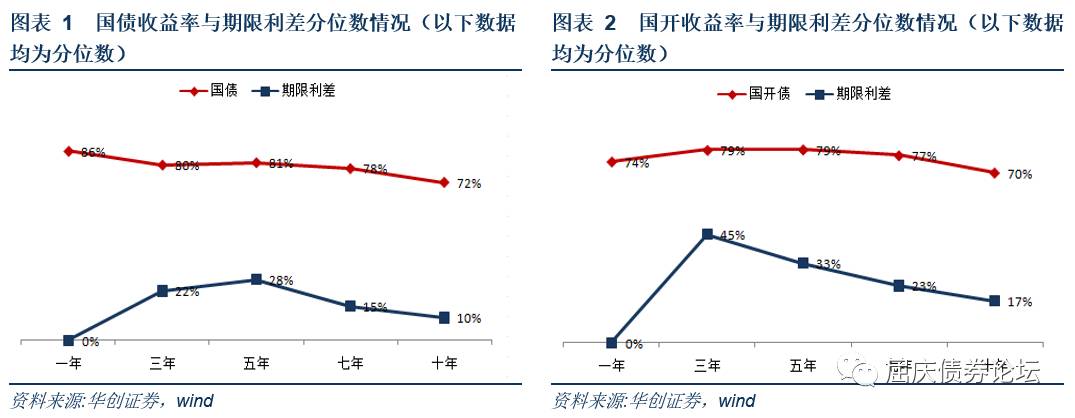 图表 1 国债收益率与期限利差分位数情况（以下数据
均为分位数）
国债 期限利差
86%
80%
81%
78%
72%
0%
22%
28%
15%
10%
一年 三年 五年 七年 十年
资料来源:华创证券，wind
图表 2 国开收益率与期限利差分位数情况（以下数据
均为分位数）
国开债 期限利差
74%
79%
79%
77%
70%
0%
45%
33%
23%
17%
一年 三年 五年 十年
资料来源:华创证券，wind
屈庆债券论坛